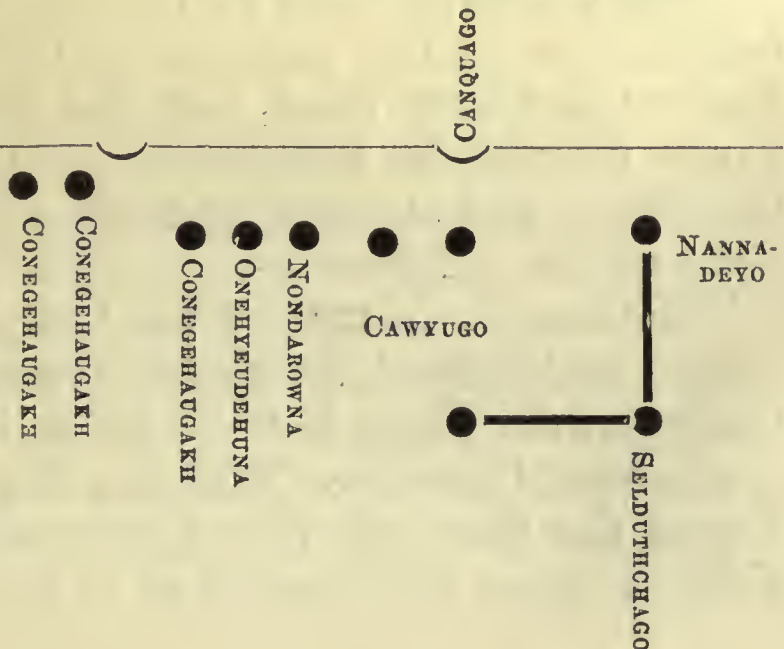 CANQUAGO
CONEGEHAUGAKE
CONEGEHAUGAKH
CONEGEHAUGAKH
ONEHYEUDEHUNA
NONDAROWNA
CAWYUGO
NANNA-
DEYO
SELDUTHCHAGO